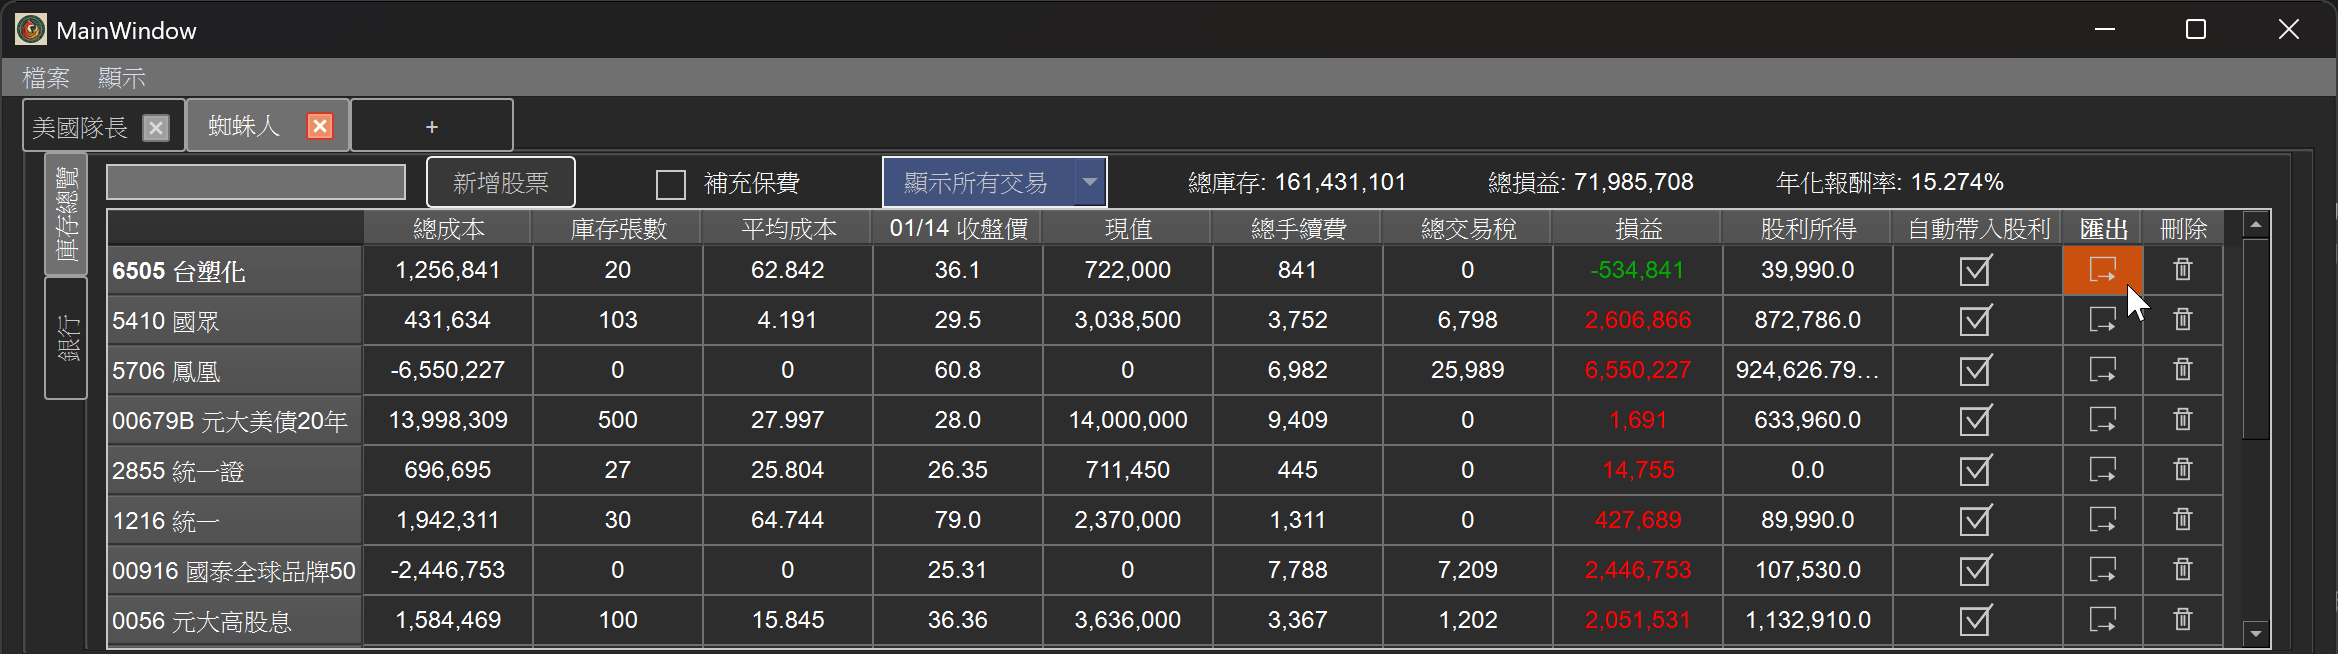 MainWindow
檔案 顯示
美國隊長 蜘蛛人 +
庫存總覽
銀行
新增股票 補充保費 顯示所有交易 總庫存: 161,431,101 總損益: 71,985,708 年化報酬率: 15.274%
總成本 庫存張數 平均成本 01/14 收盤價 現值 總手續費 總交易稅 損益 股利所得 自動帶入股利 匯出 刪除
6505 台塑化 1,256,841 20 62.842 36.1 722,000 841 0 -534,841 39,990.0
5410 國眾 431,634 103 4.191 29.5 3,038,500 3,752 6,798 2,606,866 872,786.0
5706 鳳凰 -6,550,227 0 0 60.8 0 6,982 25,989 6,550,227 924,626.79...
00679B 元大美債20年 13,998,309 500 27.997 28.0 14,000,000 9,409 0 1,691 633,960.0
2855 統一證 696,695 27 25.804 26.35 711,450 445 0 14,755 0.0
1216 統一 1,942,311 30 64.744 79.0 2,370,000 1,311 0 427,689 89,990.0
00916 國泰全球品牌50 -2,446,753 0 0 25.31 0 7,788 7,209 2,446,753 107,530.0
0056 元大高股息 1,584,469 100 15.845 36.36 3,636,000 3,367 1,202 2,051,531 1,132,910.0